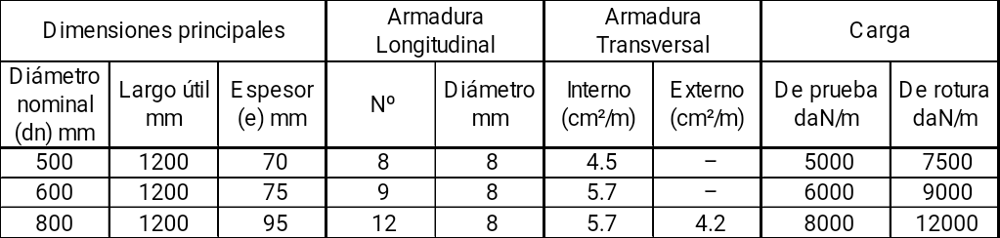 Dimensiones principales Armadura Longitudinal Armadura Transversal Carga
Diámetro nominal (dn) mm Largo útil mm Espesor (e) mm Nº Diámetro mm Interno (cm²/m) Externo (cm²/m) De prueba daN/m De rotura daN/m
500 1200 70 8 8 4.5 – 5000 7500
600 1200 75 9 8 5.7 – 6000 9000
800 1200 95 12 8 5.7 4.2 8000 12000